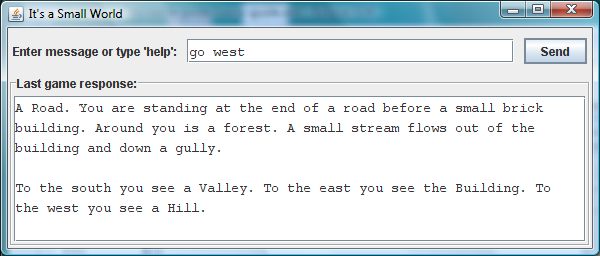 It's a Small World
Enter message or type 'help': go west Send
Last game response:
A Road. You are standing at the end of a road before a small brick
building. Around you is a forest. A small stream flows out of the
building and down a gully.
To the south you see a Valley. To the east you see the Building. To
the west you see a Hill.